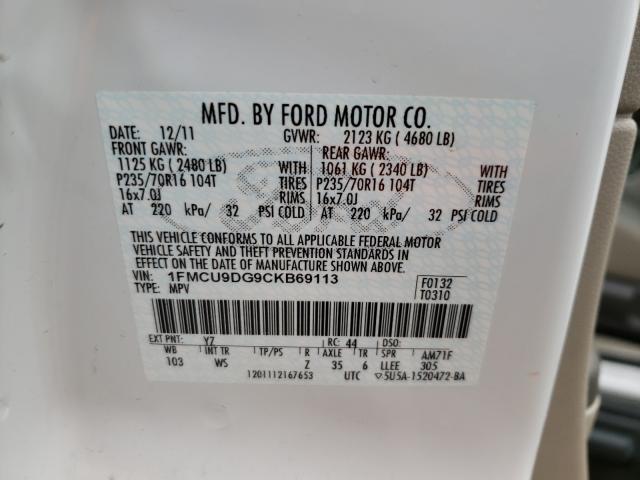 MFD. BY FORD MOTOR CO.
DATE: 12/11 GVWR: 2123 KG ( 4680 LB)
FRONT GAWR: REAR GAWR:
1125 KG ( 2480 LB) WITH 1061 KG ( 2340 LB) WITH
P235/70R16 104T TIRES P235/70R16 104T TIRES
16x7.0J RIMS 16x7.0J RIMS
AT 220 kPa/ 32 PSI COLD AT 220 kPa/ 32 PSI COLD
THIS VEHICLE CONFORMS TO ALL APPLICABLE FEDERAL MOTOR
VEHICLE SAFETY AND THEFT PREVENTION STANDARDS IN
EFFECT ON THE DATE OF MANUFACTURE SHOWN ABOVE.
VIN: 1FMCU9DG9CKB69113 F0132
TYPE: MPV T0310
EXT PNT: YZ RC: 44 DSO:
WB INT TR TP/PS R AXLE TR SPR AM71F
103 WS Z 35 6 LLEE 305
1201112167653 UTC ▽5U5A-1520472-BA